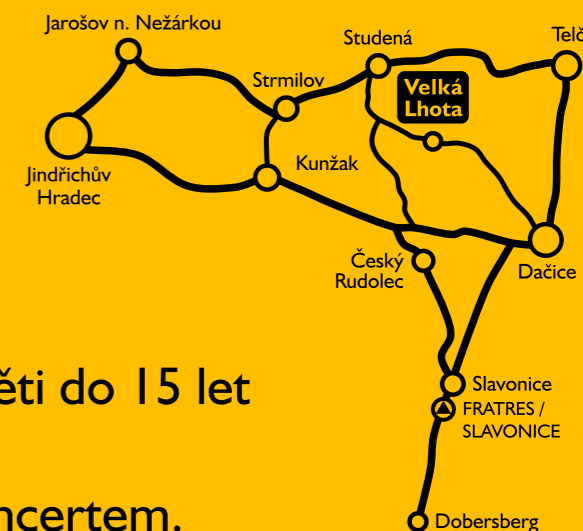 Jarošov n. Nežárkou
Studená
Telč
Strmilov
Velká
Lhota
Kunžak
Jindřichův
Hradec
Český
Rudolec
Dačice
ěti do 15 let
Slavonice
FRATRES /
SLAVONICE
ncertem.
Dobersberg